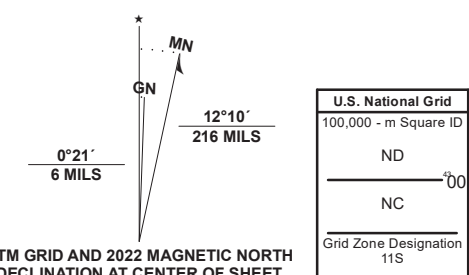 ★
MN
GN
12°10´
216 MILS
0°21´
6 MILS
TM GRID AND 2022 MAGNETIC NORTH
DECLINATION AT CENTER OF SHEET
U.S. National Grid
100,000 - m Square ID
ND
4300
NC
Grid Zone Designation
11S